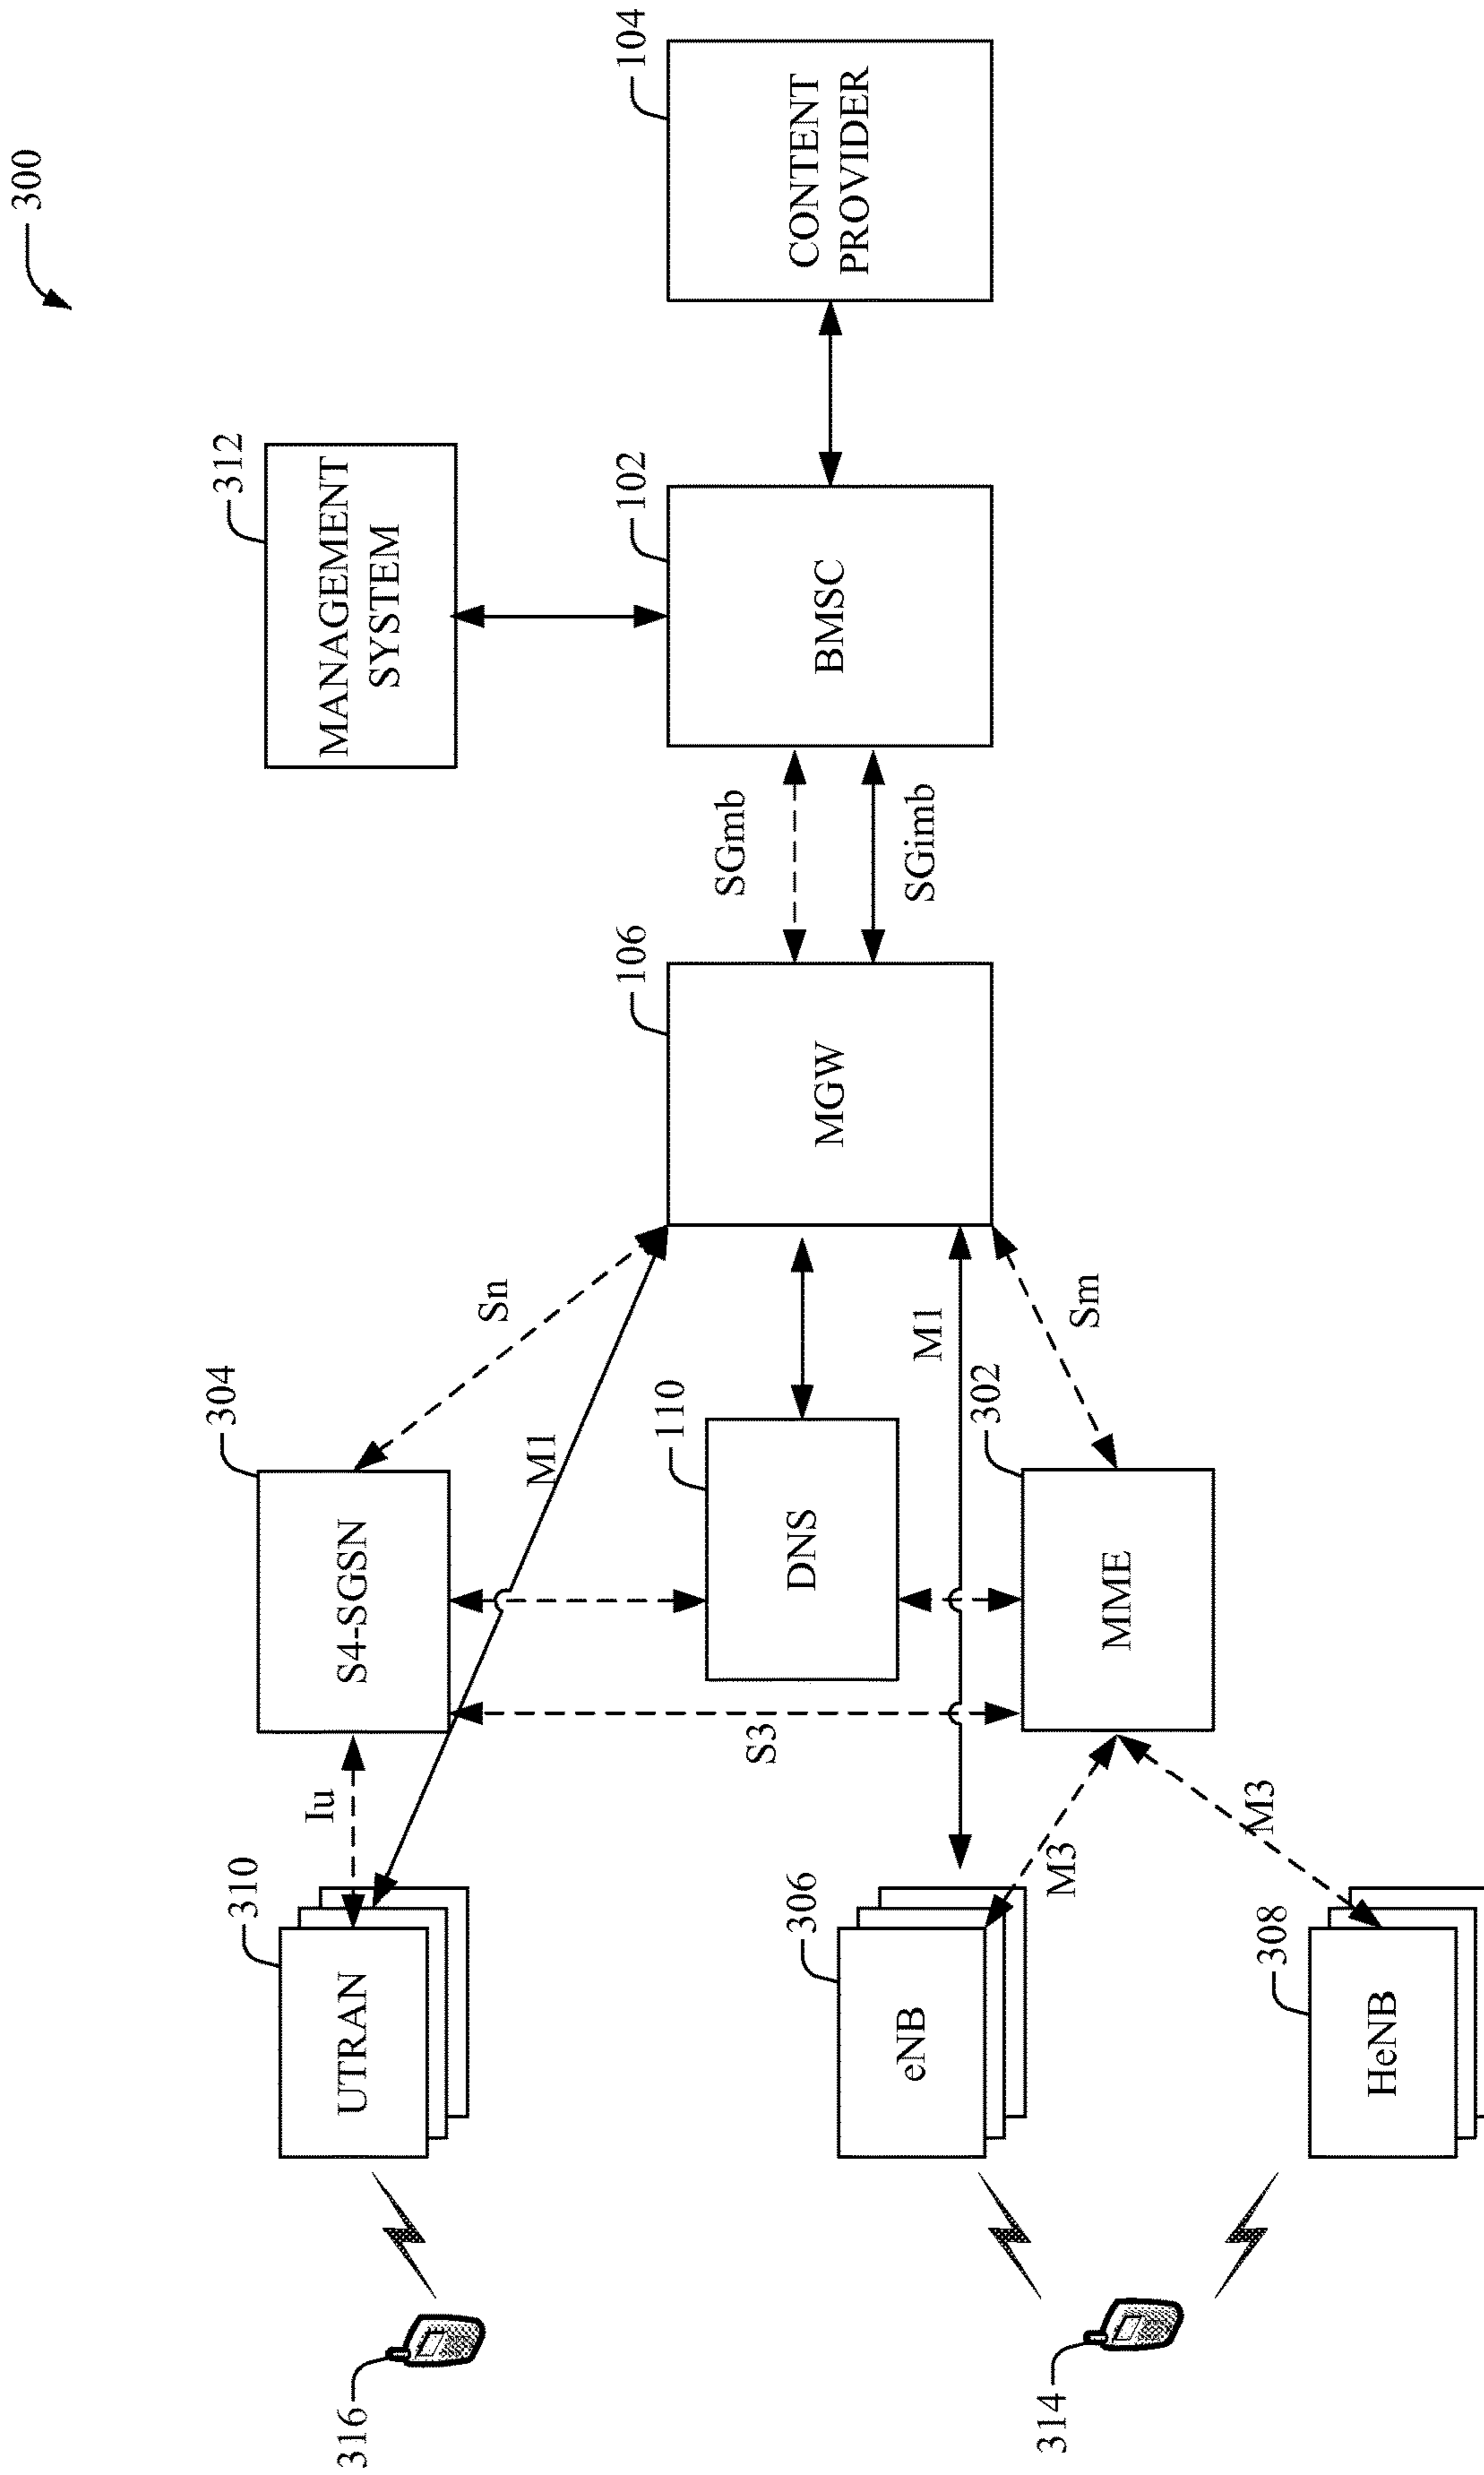 300
316
UTRAN
310
Iu
S4-SGSN
304
Sn
M1
MANAGEMENT
SYSTEM
312
S3
DNS
110
MGW
106
SGmb
SGimb
BMSC
102
CONTENT
PROVIDER
104
314
eNB
306
M1
M3
MME
302
Sm
HeNB
308
M3